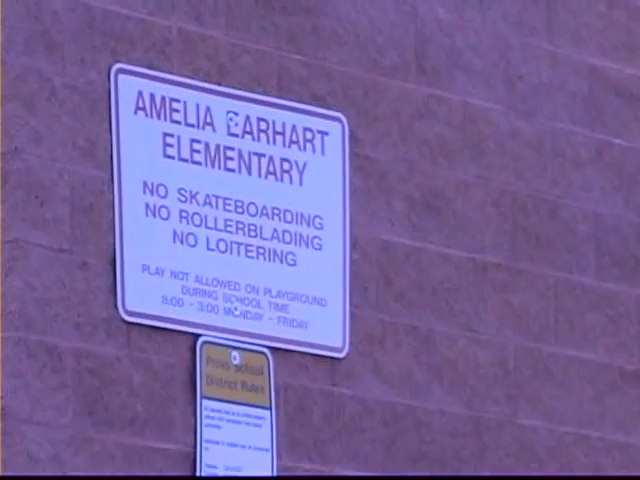 AMELIA EARHART
ELEMENTARY
NO SKATEBOARDING
NO ROLLERBLADING
NO LOITERING
PLAY NOT ALLOWED ON PLAYGROUND
DURING SCHOOL TIME
8:00 - 3:00 MONDAY - FRIDAY
Provo School
District Rules